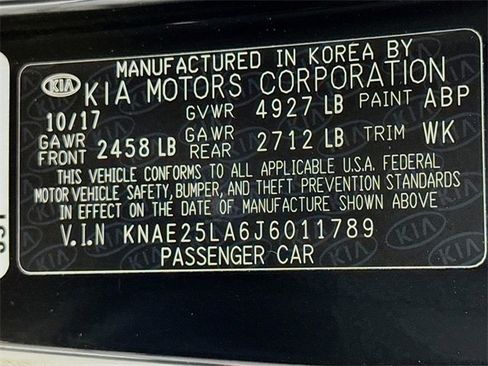 MANUFACTURED IN KOREA BY
KIA KIA MOTORS CORPORATION
10/17 GVWR 4927 LB PAINT ABP
GAWR FRONT 2458 LB GAWR REAR 2712 LB TRIM WK
THIS VEHICLE CONFORMS TO ALL APPLICABLE U.S.A. FEDERAL
MOTOR VEHICLE SAFETY, BUMPER, AND THEFT PREVENTION STANDARDS
IN EFFECT ON THE DATE OF MANUFACTURE SHOWN ABOVE
V.I.N KNAE25LA6J6011789
PASSENGER CAR